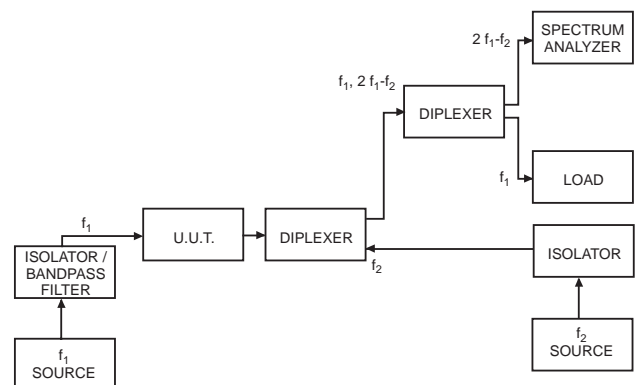 2 f₁-f₂
SPECTRUM
ANALYZER
f₁, 2 f₁-f₂
DIPLEXER
f₁
LOAD
f₁
U.U.T.
DIPLEXER
ISOLATOR /
BANDPASS
FILTER
f₂
ISOLATOR
f₁
SOURCE
f₂
SOURCE